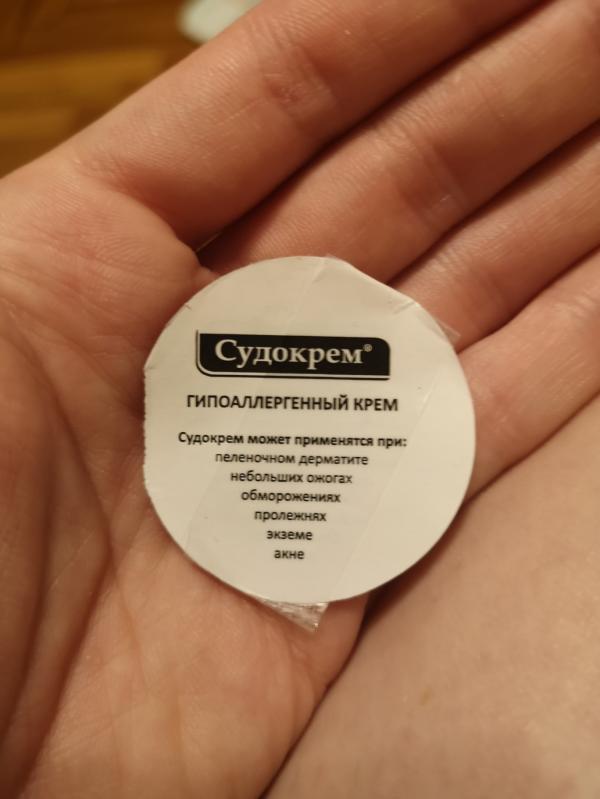 Судокрем®
ГИПОАЛЛЕРГЕННЫЙ КРЕМ
Судокрем может применятся при:
пеленочном дерматите
небольших ожогах
обморожениях
пролежнях
экземе
акне